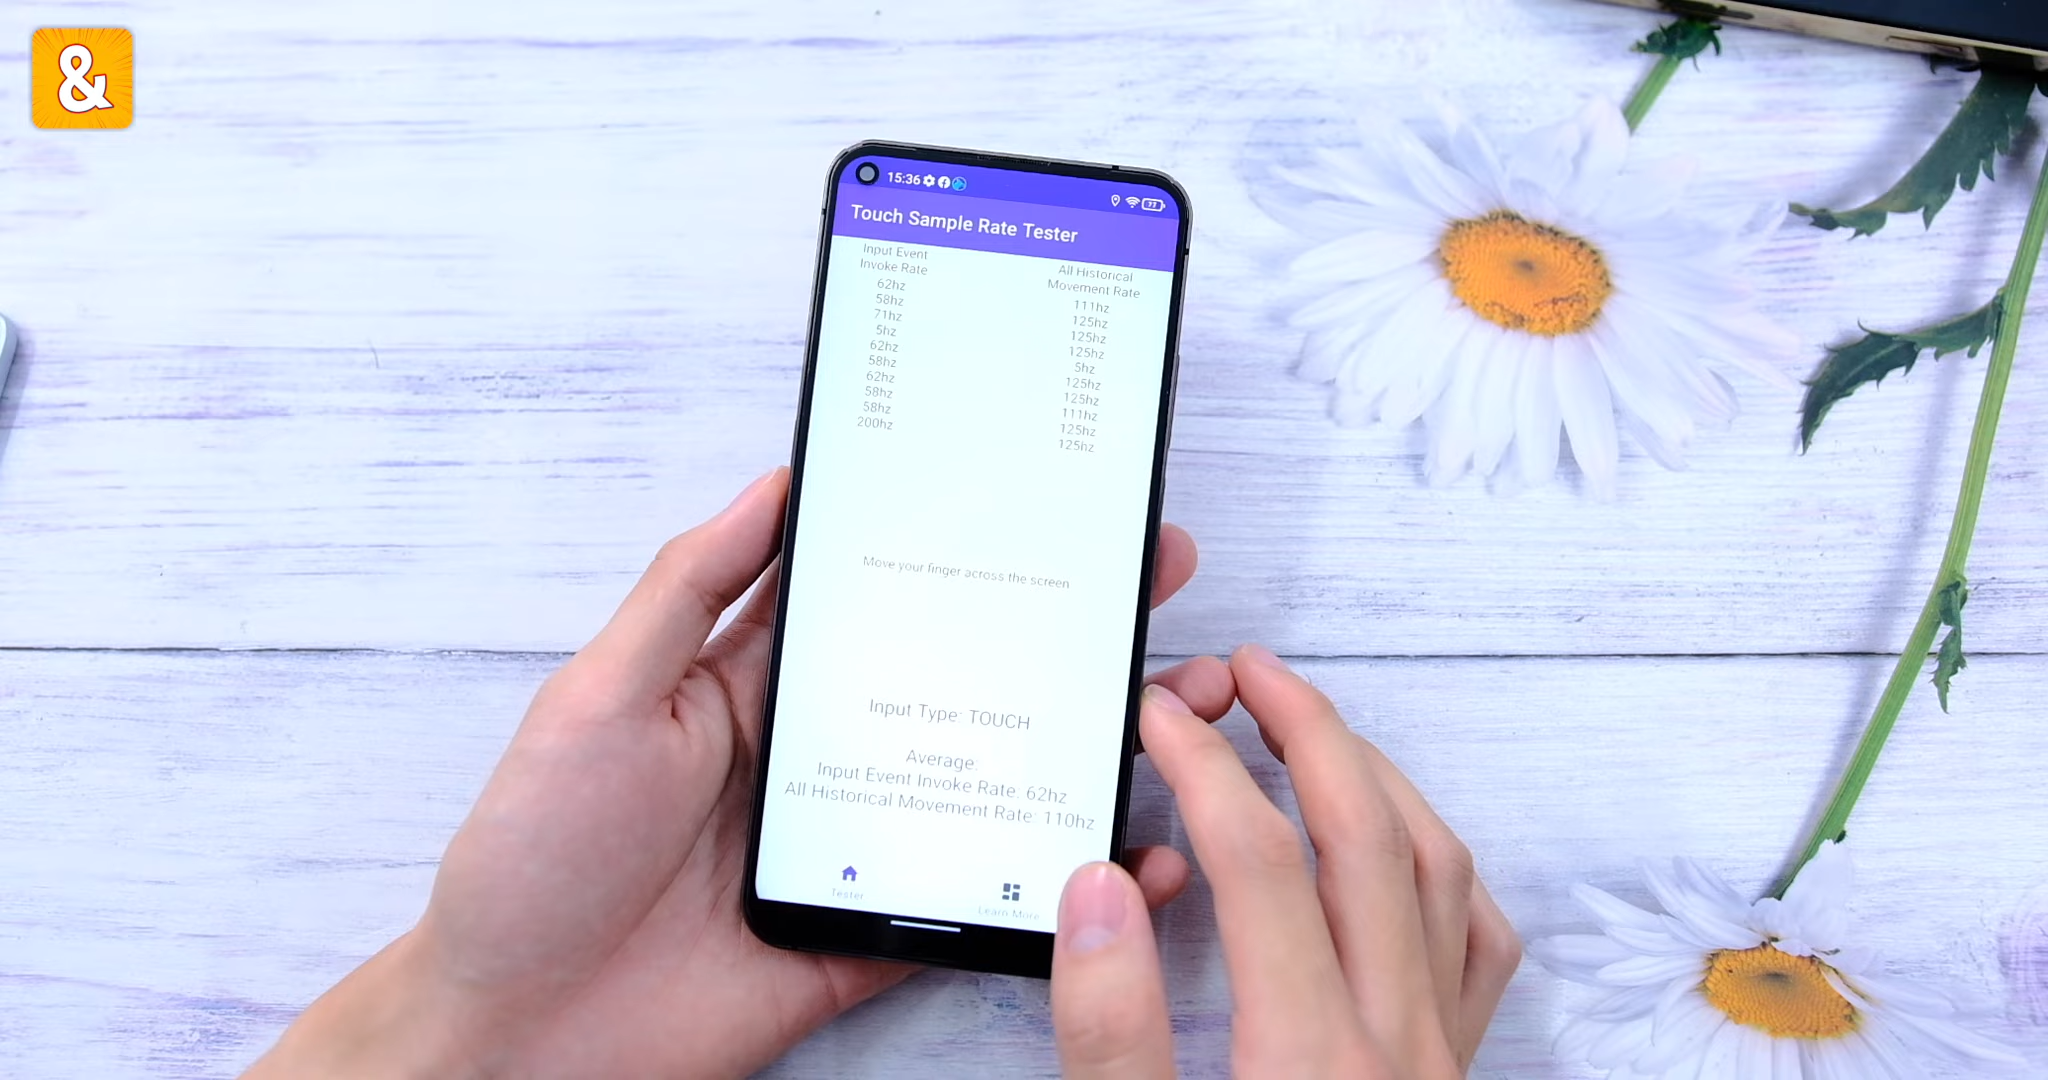 &
15:36
77
Touch Sample Rate Tester
Input Event
Invoke Rate
62hz
58hz
71hz
5hz
62hz
58hz
62hz
58hz
58hz
200hz
All Historical
Movement Rate
111hz
125hz
125hz
125hz
5hz
125hz
125hz
111hz
125hz
125hz
Move your finger across the screen
Input Type: TOUCH
Average:
Input Event Invoke Rate: 62hz
All Historical Movement Rate: 110hz
Tester
Learn More